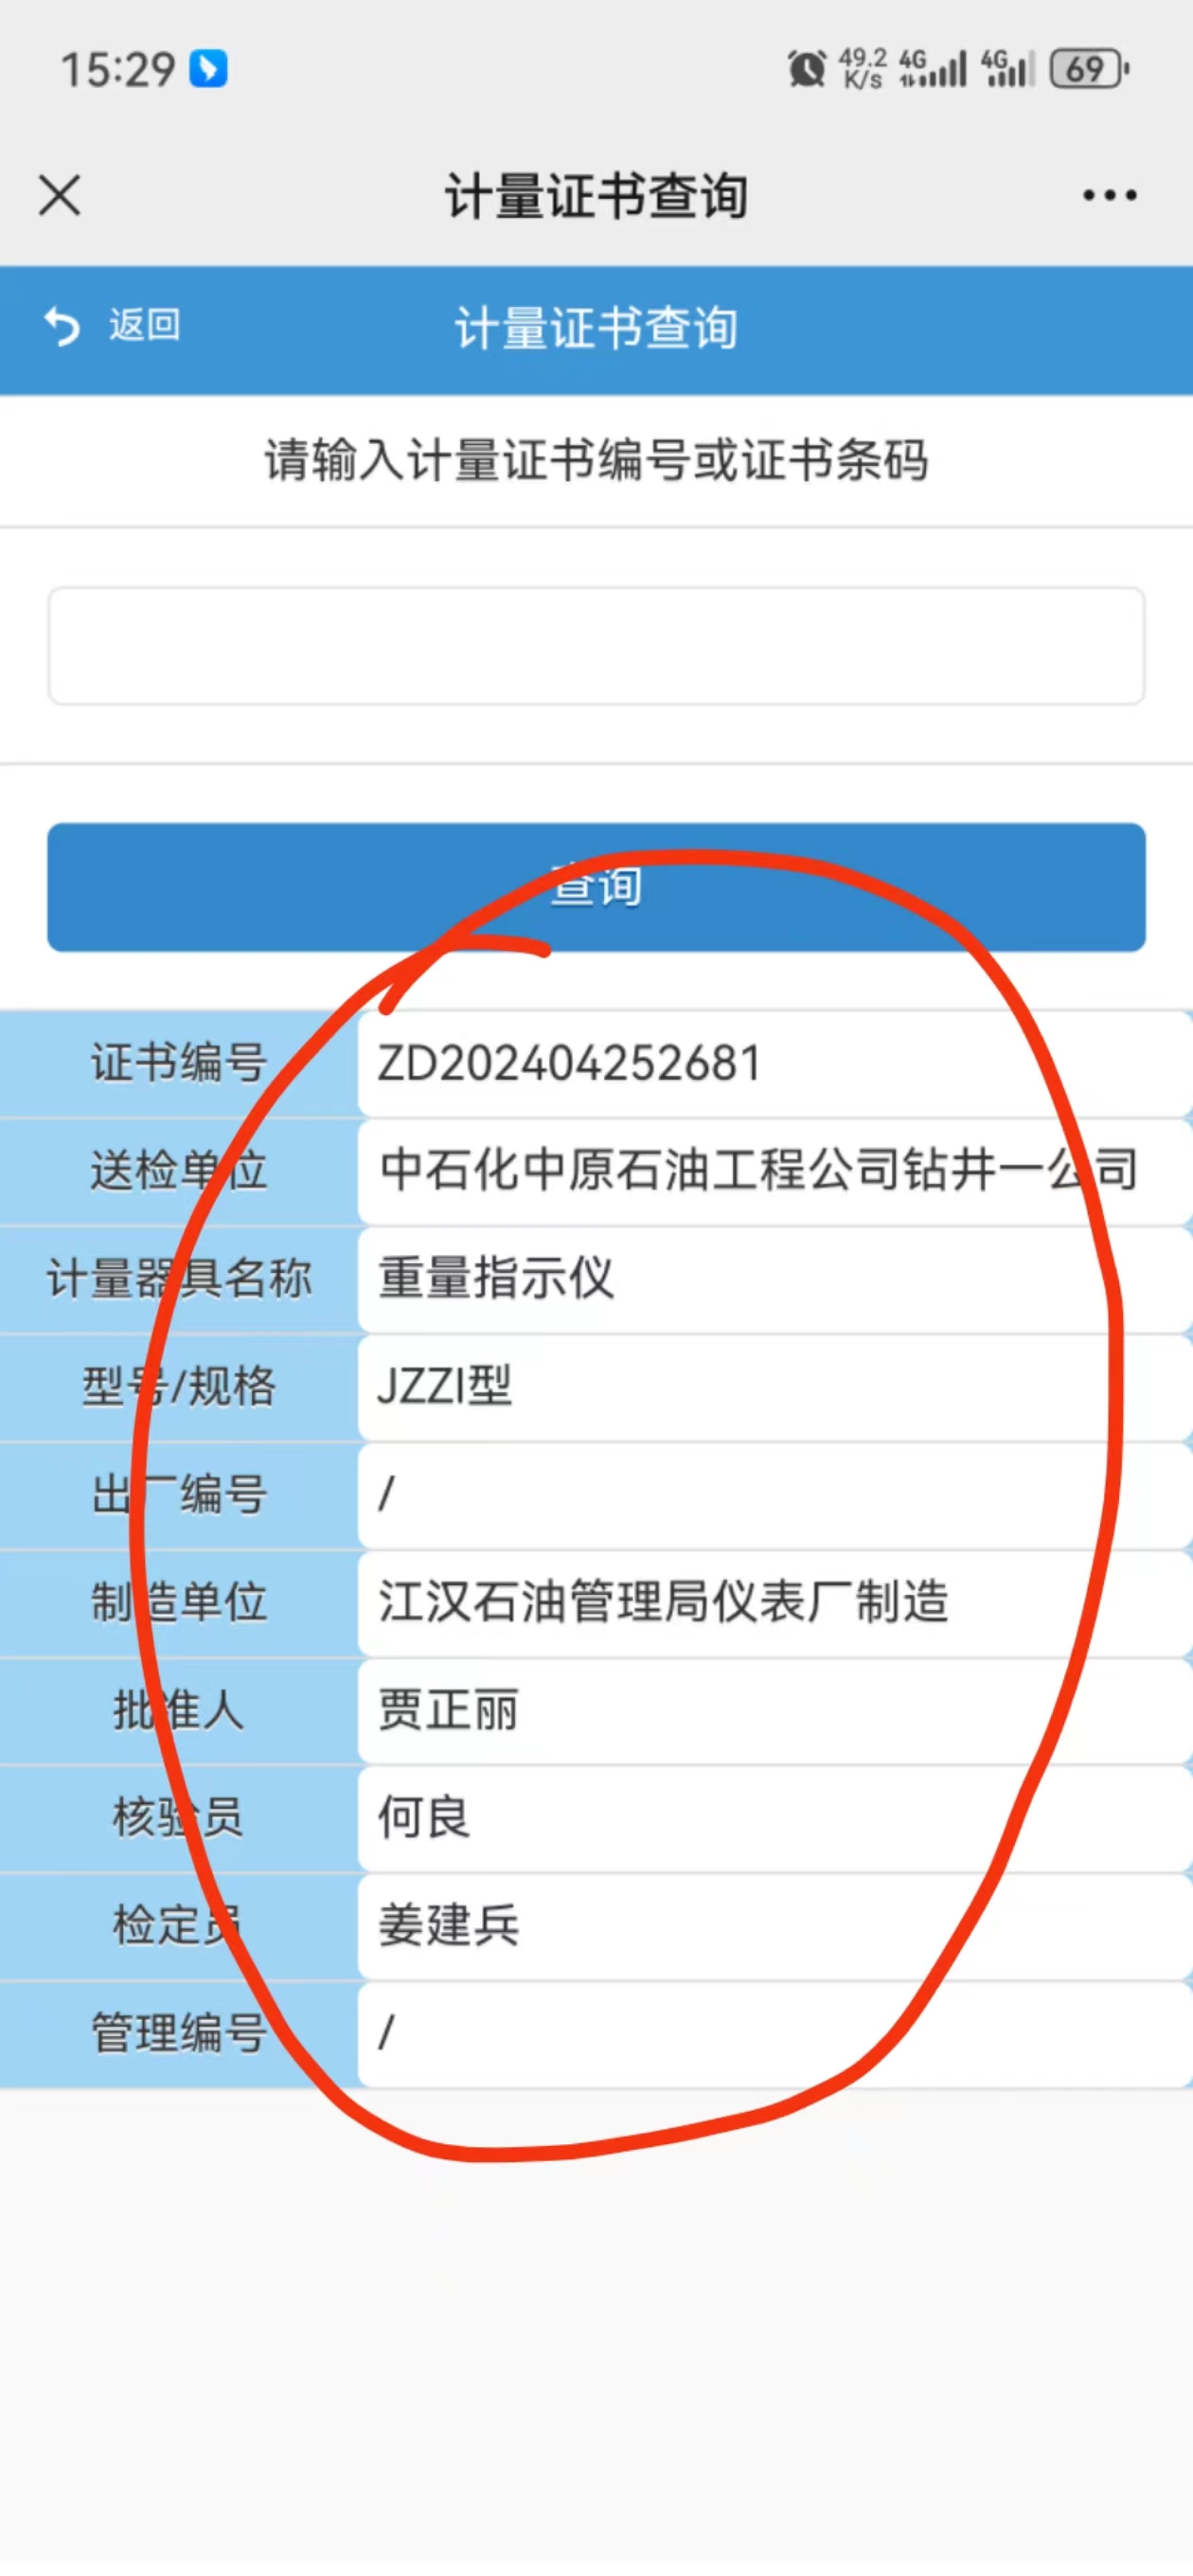 15:29
49.2
K/s
4G
4G
69
计量证书查询
返回
计量证书查询
请输入计量证书编号或证书条码
查询
证书编号 ZD202404252681
送检单位 中石化中原石油工程公司钻井一公司
计量器具名称 重量指示仪
型号/规格 JZZI型
出厂编号 /
制造单位 江汉石油管理局仪表厂制造
批准人 贾正丽
核验员 何良
检定员 姜建兵
管理编号 /